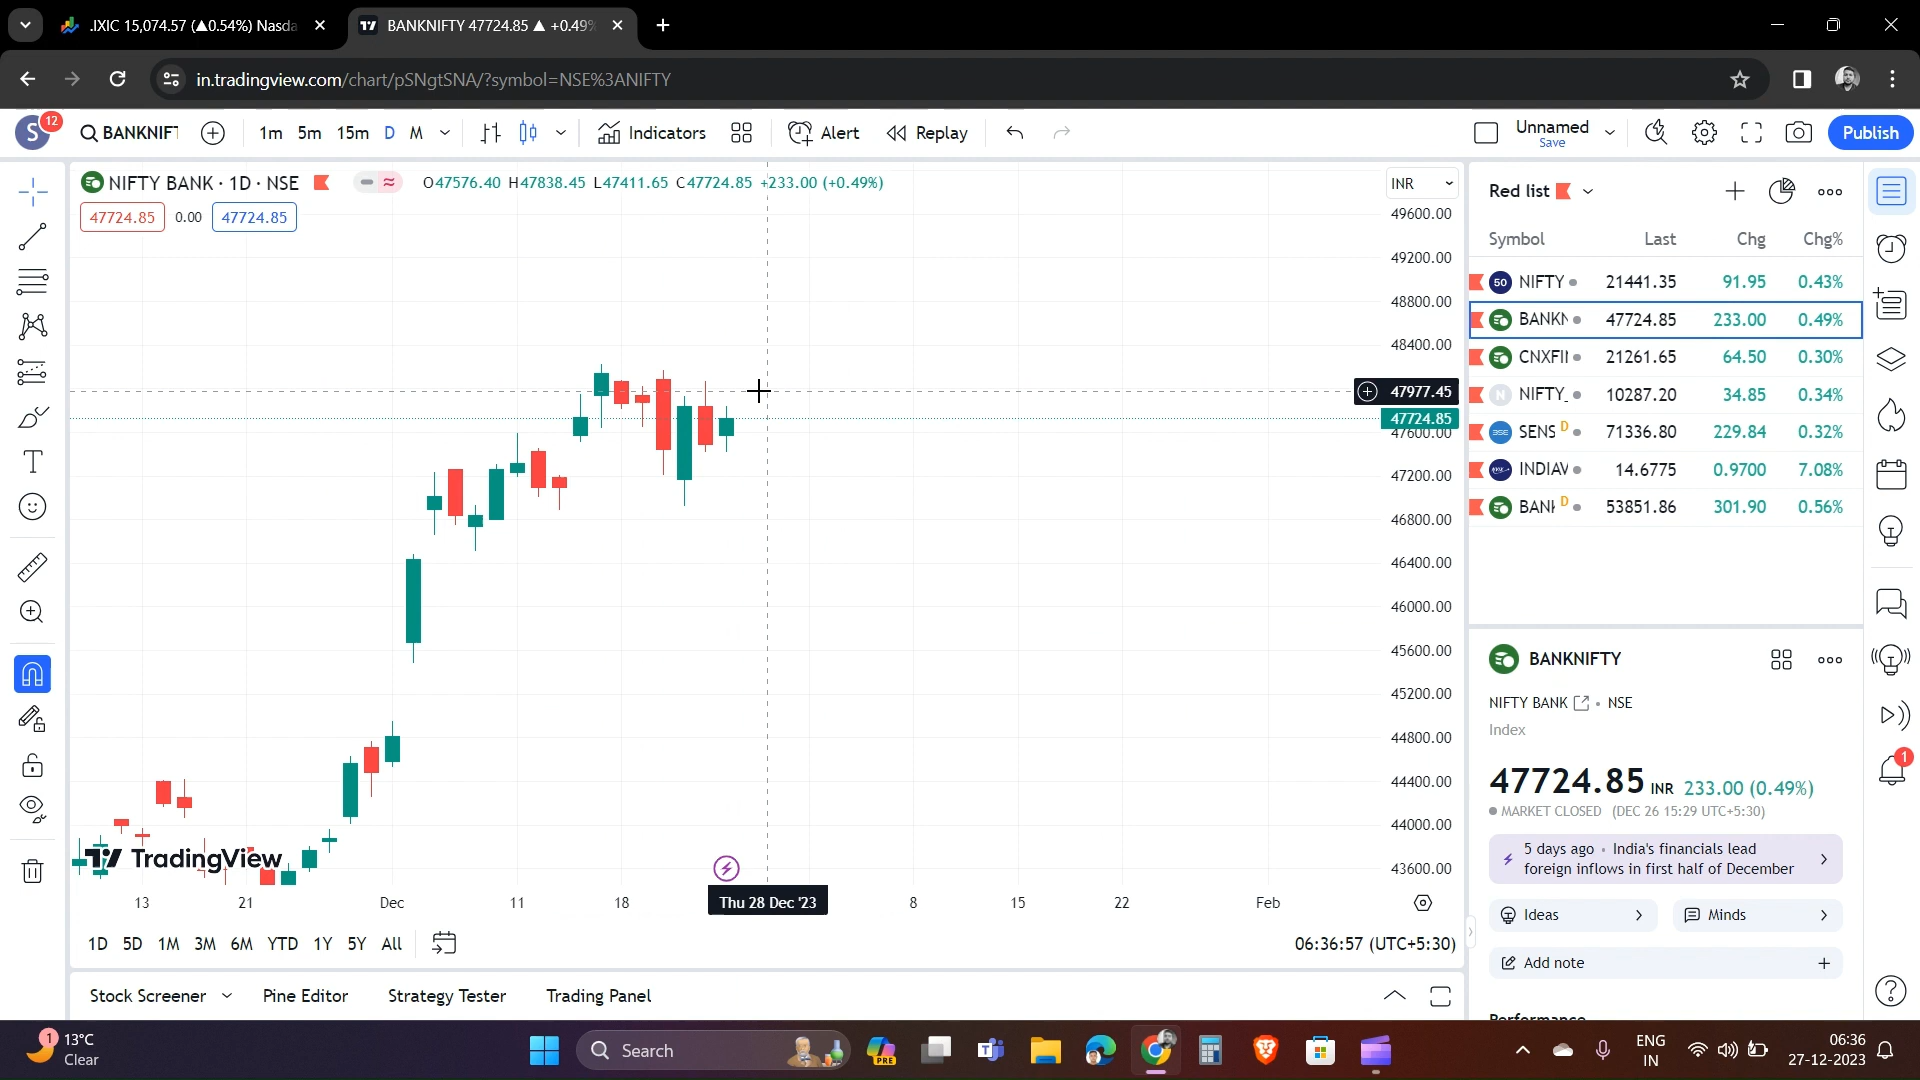 .IXIC 15,074.57 (▲0.54%) Nasda
BANKNIFTY 47724.85 ▲ +0.49%
in.tradingview.com/chart/pSNgtSNA/?symbol=NSE%3ANIFTY
S 12
BANKNIFT
1m 5m 15m D M
Indicators
Alert
Replay
Unnamed
Save
Publish
NIFTY BANK · 1D · NSE
O47576.40 H47838.45 L47411.65 C47724.85 +233.00 (+0.49%)
47724.85 0.00 47724.85
INR
49600.00
49200.00
48800.00
48400.00
47977.45
47724.85
47600.00
47200.00
46800.00
46400.00
46000.00
45600.00
45200.00
44800.00
44400.00
44000.00
43600.00
TradingView
13 21 Dec 11 18 Thu 28 Dec '23 8 15 22 Feb
1D 5D 1M 3M 6M YTD 1Y 5Y All
06:36:57 (UTC+5:30)
Stock Screener Pine Editor Strategy Tester Trading Panel
Red list
Symbol Last Chg Chg%
50 NIFTY 21441.35 91.95 0.43%
BANKN 47724.85 233.00 0.49%
CNXFI 21261.65 64.50 0.30%
N NIFTY_ 10287.20 34.85 0.34%
BSE SENS D 71336.80 229.84 0.32%
INDIAV 14.6775 0.9700 7.08%
BANK D 53851.86 301.90 0.56%
BANKNIFTY
NIFTY BANK • NSE
Index
47724.85 INR 233.00 (0.49%)
MARKET CLOSED (DEC 26 15:29 UTC+5:30)
5 days ago • India's financials lead
foreign inflows in first half of December
Ideas
Minds
Add note
Performance
1
1
13°C
Clear
Search
PRE
ENG
IN
06:36
27-12-2023